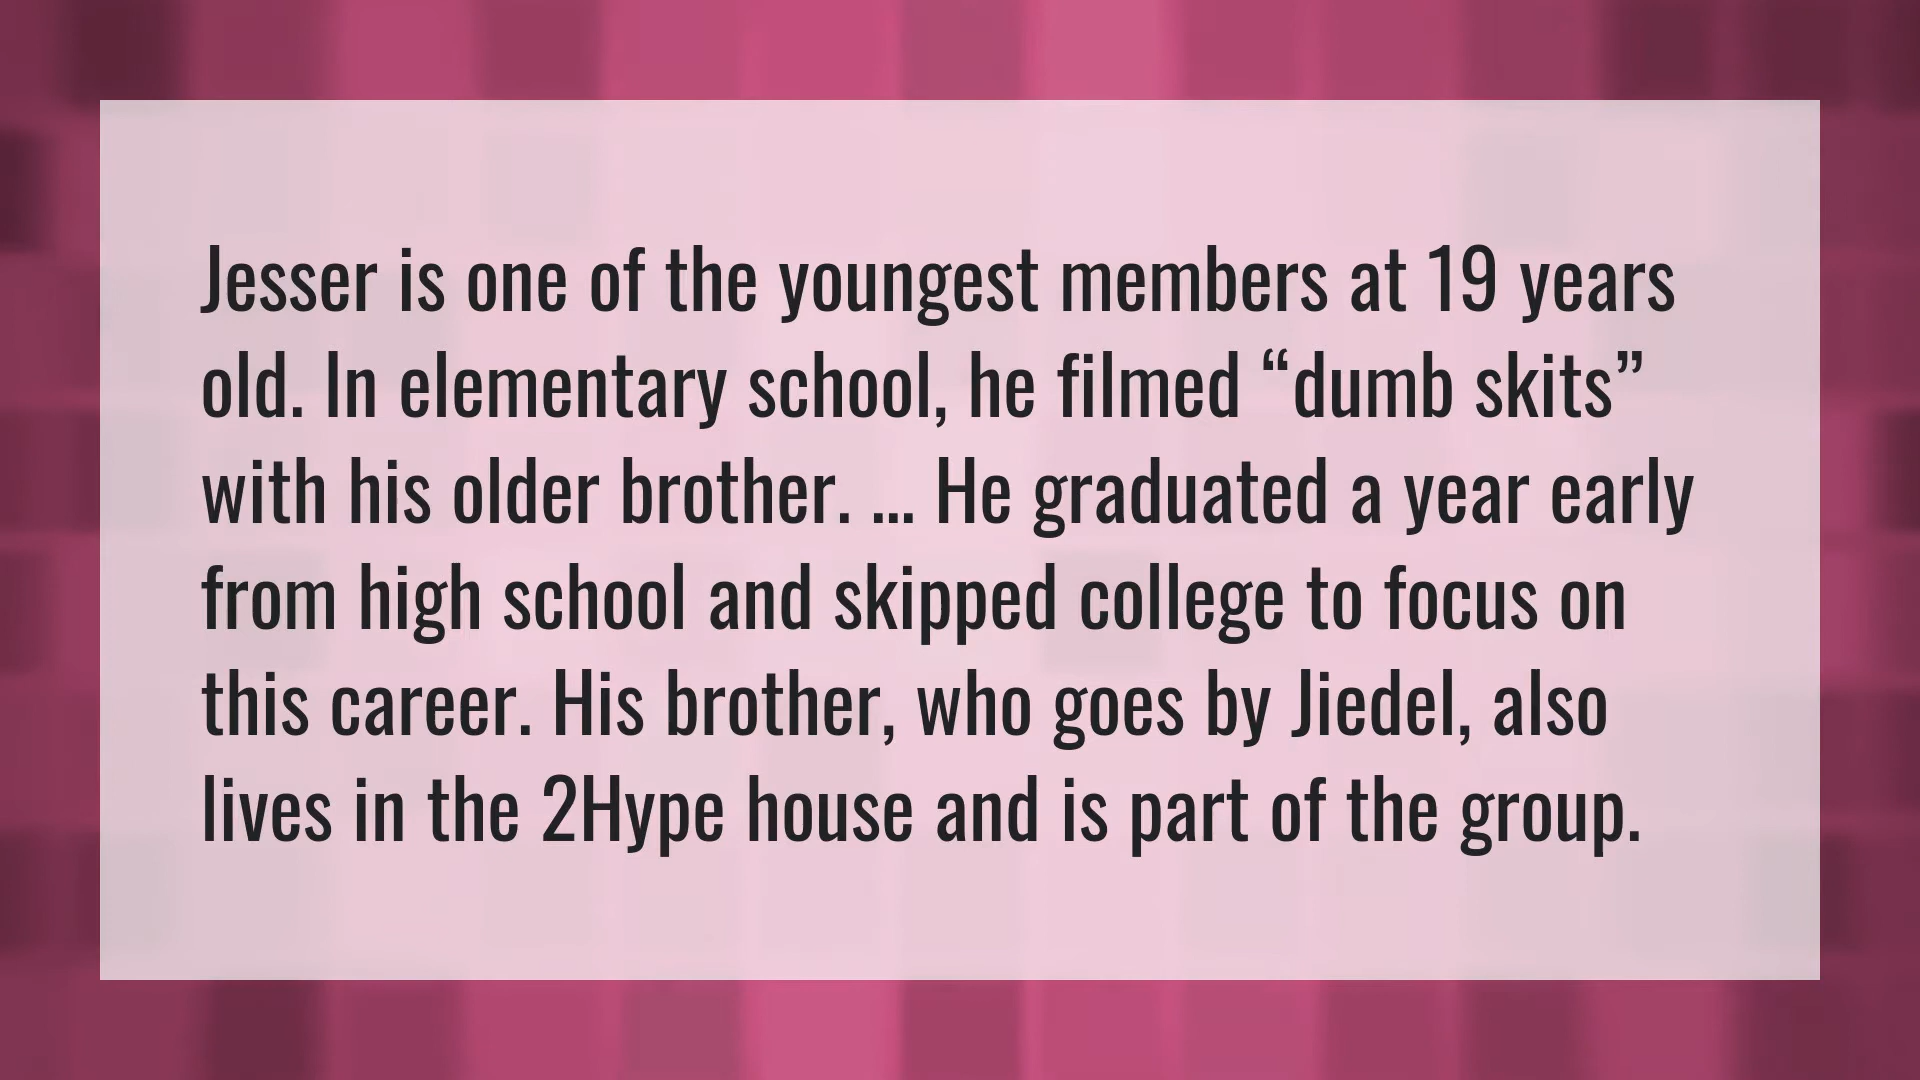 Jesser is one of the youngest members at 19 years
old. In elementary school, he filmed “dumb skits”
with his older brother. ... He graduated a year early
from high school and skipped college to focus on
this career. His brother, who goes by Jiedel, also
lives in the 2Hype house and is part of the group.